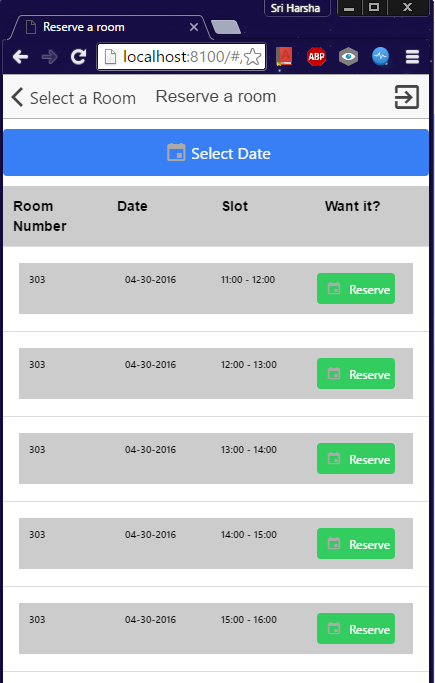 Sri Harsha
Reserve a room
localhost:8100/#/
ABP
Select a Room Reserve a room
Select Date
Room Number Date Slot Want it?
303 04-30-2016 11:00 - 12:00 Reserve
303 04-30-2016 12:00 - 13:00 Reserve
303 04-30-2016 13:00 - 14:00 Reserve
303 04-30-2016 14:00 - 15:00 Reserve
303 04-30-2016 15:00 - 16:00 Reserve